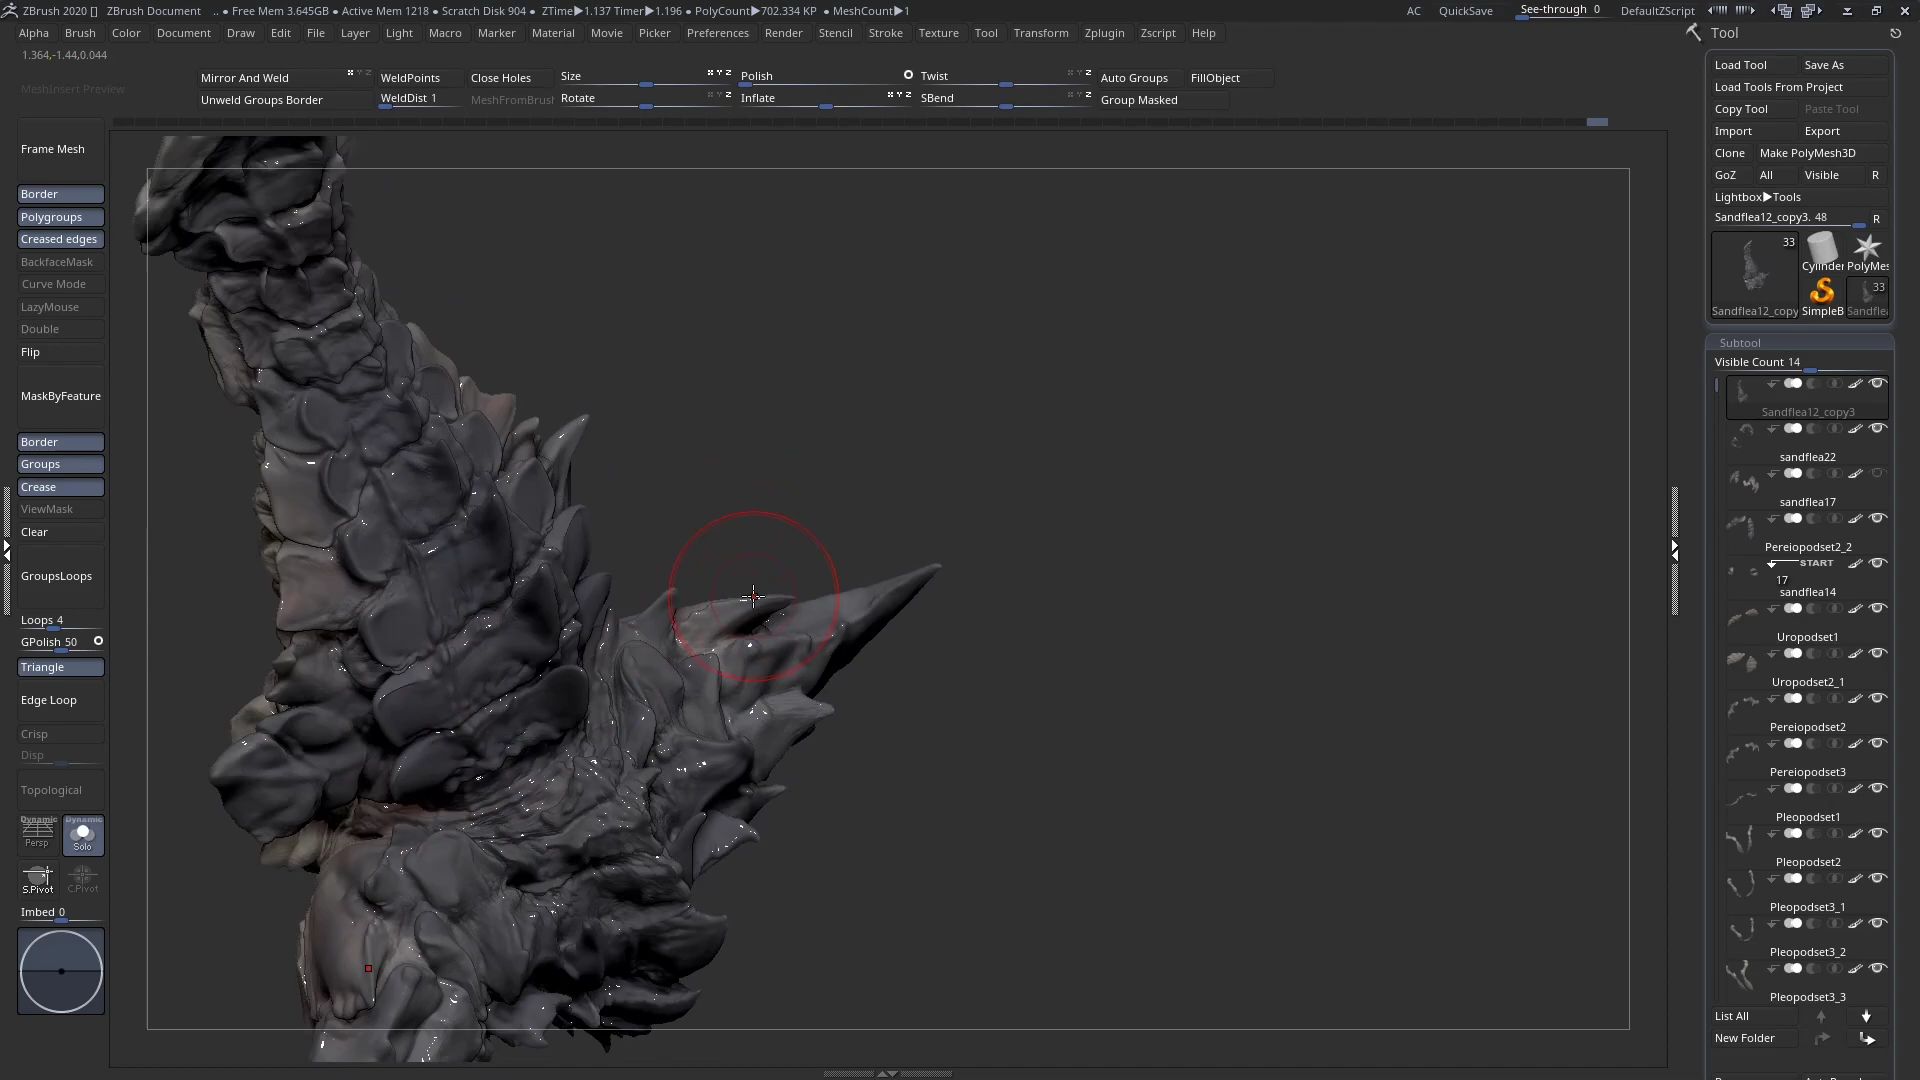 ZBrush 2020 [] ZBrush Document .. • Free Mem 3.645GB • Active Mem 1218 • Scratch Disk 904 • ZTime▶1.137 Timer▶1.196 • PolyCount▶702.334 KP • MeshCount▶1 AC QuickSave See-through 0 DefaultZScript
Alpha Brush Color Document Draw Edit File Layer Light Macro Marker Material Movie Picker Preferences Render Stencil Stroke Texture Tool Transform Zplugin Zscript Help
1.364,-1.44,0.044
MeshInsert Preview
Mirror And Weld WeldPoints Close Holes Size Polish Twist Auto Groups FillObject
Unweld Groups Border WeldDist 1 MeshFromBrush Rotate Inflate SBend Group Masked
Frame Mesh
Border
Polygroups
Creased edges
BackfaceMask
Curve Mode
LazyMouse
Double
Flip
MaskByFeature
Border
Groups
Crease
ViewMask
Clear
GroupsLoops
Loops 4
GPolish 50
Triangle
Edge Loop
Crisp
Disp
Topological
Dynamic Dynamic
Persp Solo
S.Pivot C.Pivot
Imbed 0
Tool
Load Tool Save As
Load Tools From Project
Copy Tool Paste Tool
Import Export
Clone Make PolyMesh3D
GoZ All Visible R
Lightbox▶Tools
Sandflea12_copy3. 48 R
33
Cylinder PolyMes
33
Sandflea12_copy SimpleB Sandflea
Subtool
Visible Count 14
Sandflea12_copy3
sandflea22
sandflea17
Pereiopodset2_2
START
17
sandflea14
Uropodset1
Uropodset2_1
Pereiopodset2
Pereiopodset3
Pleopodset1
Pleopodset2
Pleopodset3_1
Pleopodset3_2
Pleopodset3_3
List All
New Folder